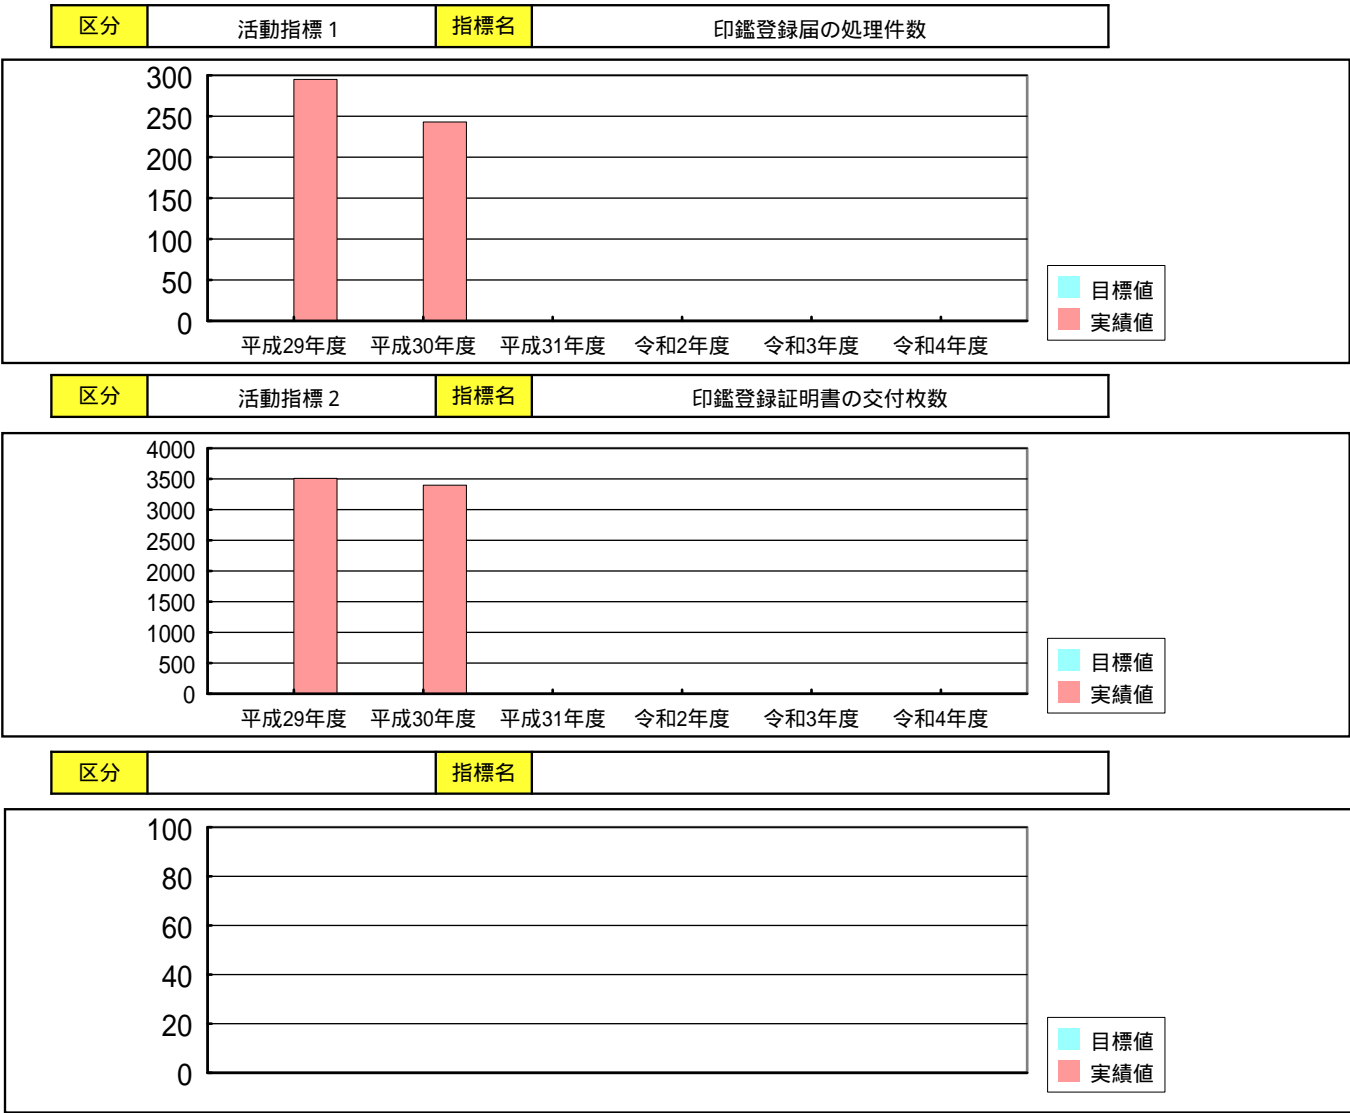 区分 活動指標1 指標名 印鑑登録届の処理件数
300
250
200
150
100
50
0
平成29年度 平成30年度 平成31年度 令和2年度 令和3年度 令和4年度
目標値
実績値
区分 活動指標2 指標名 印鑑登録証明書の交付枚数
4000
3500
3000
2500
2000
1500
1000
500
0
平成29年度 平成30年度 平成31年度 令和2年度 令和3年度 令和4年度
目標値
実績値
区分 指標名
100
80
60
40
20
0
目標値
実績値